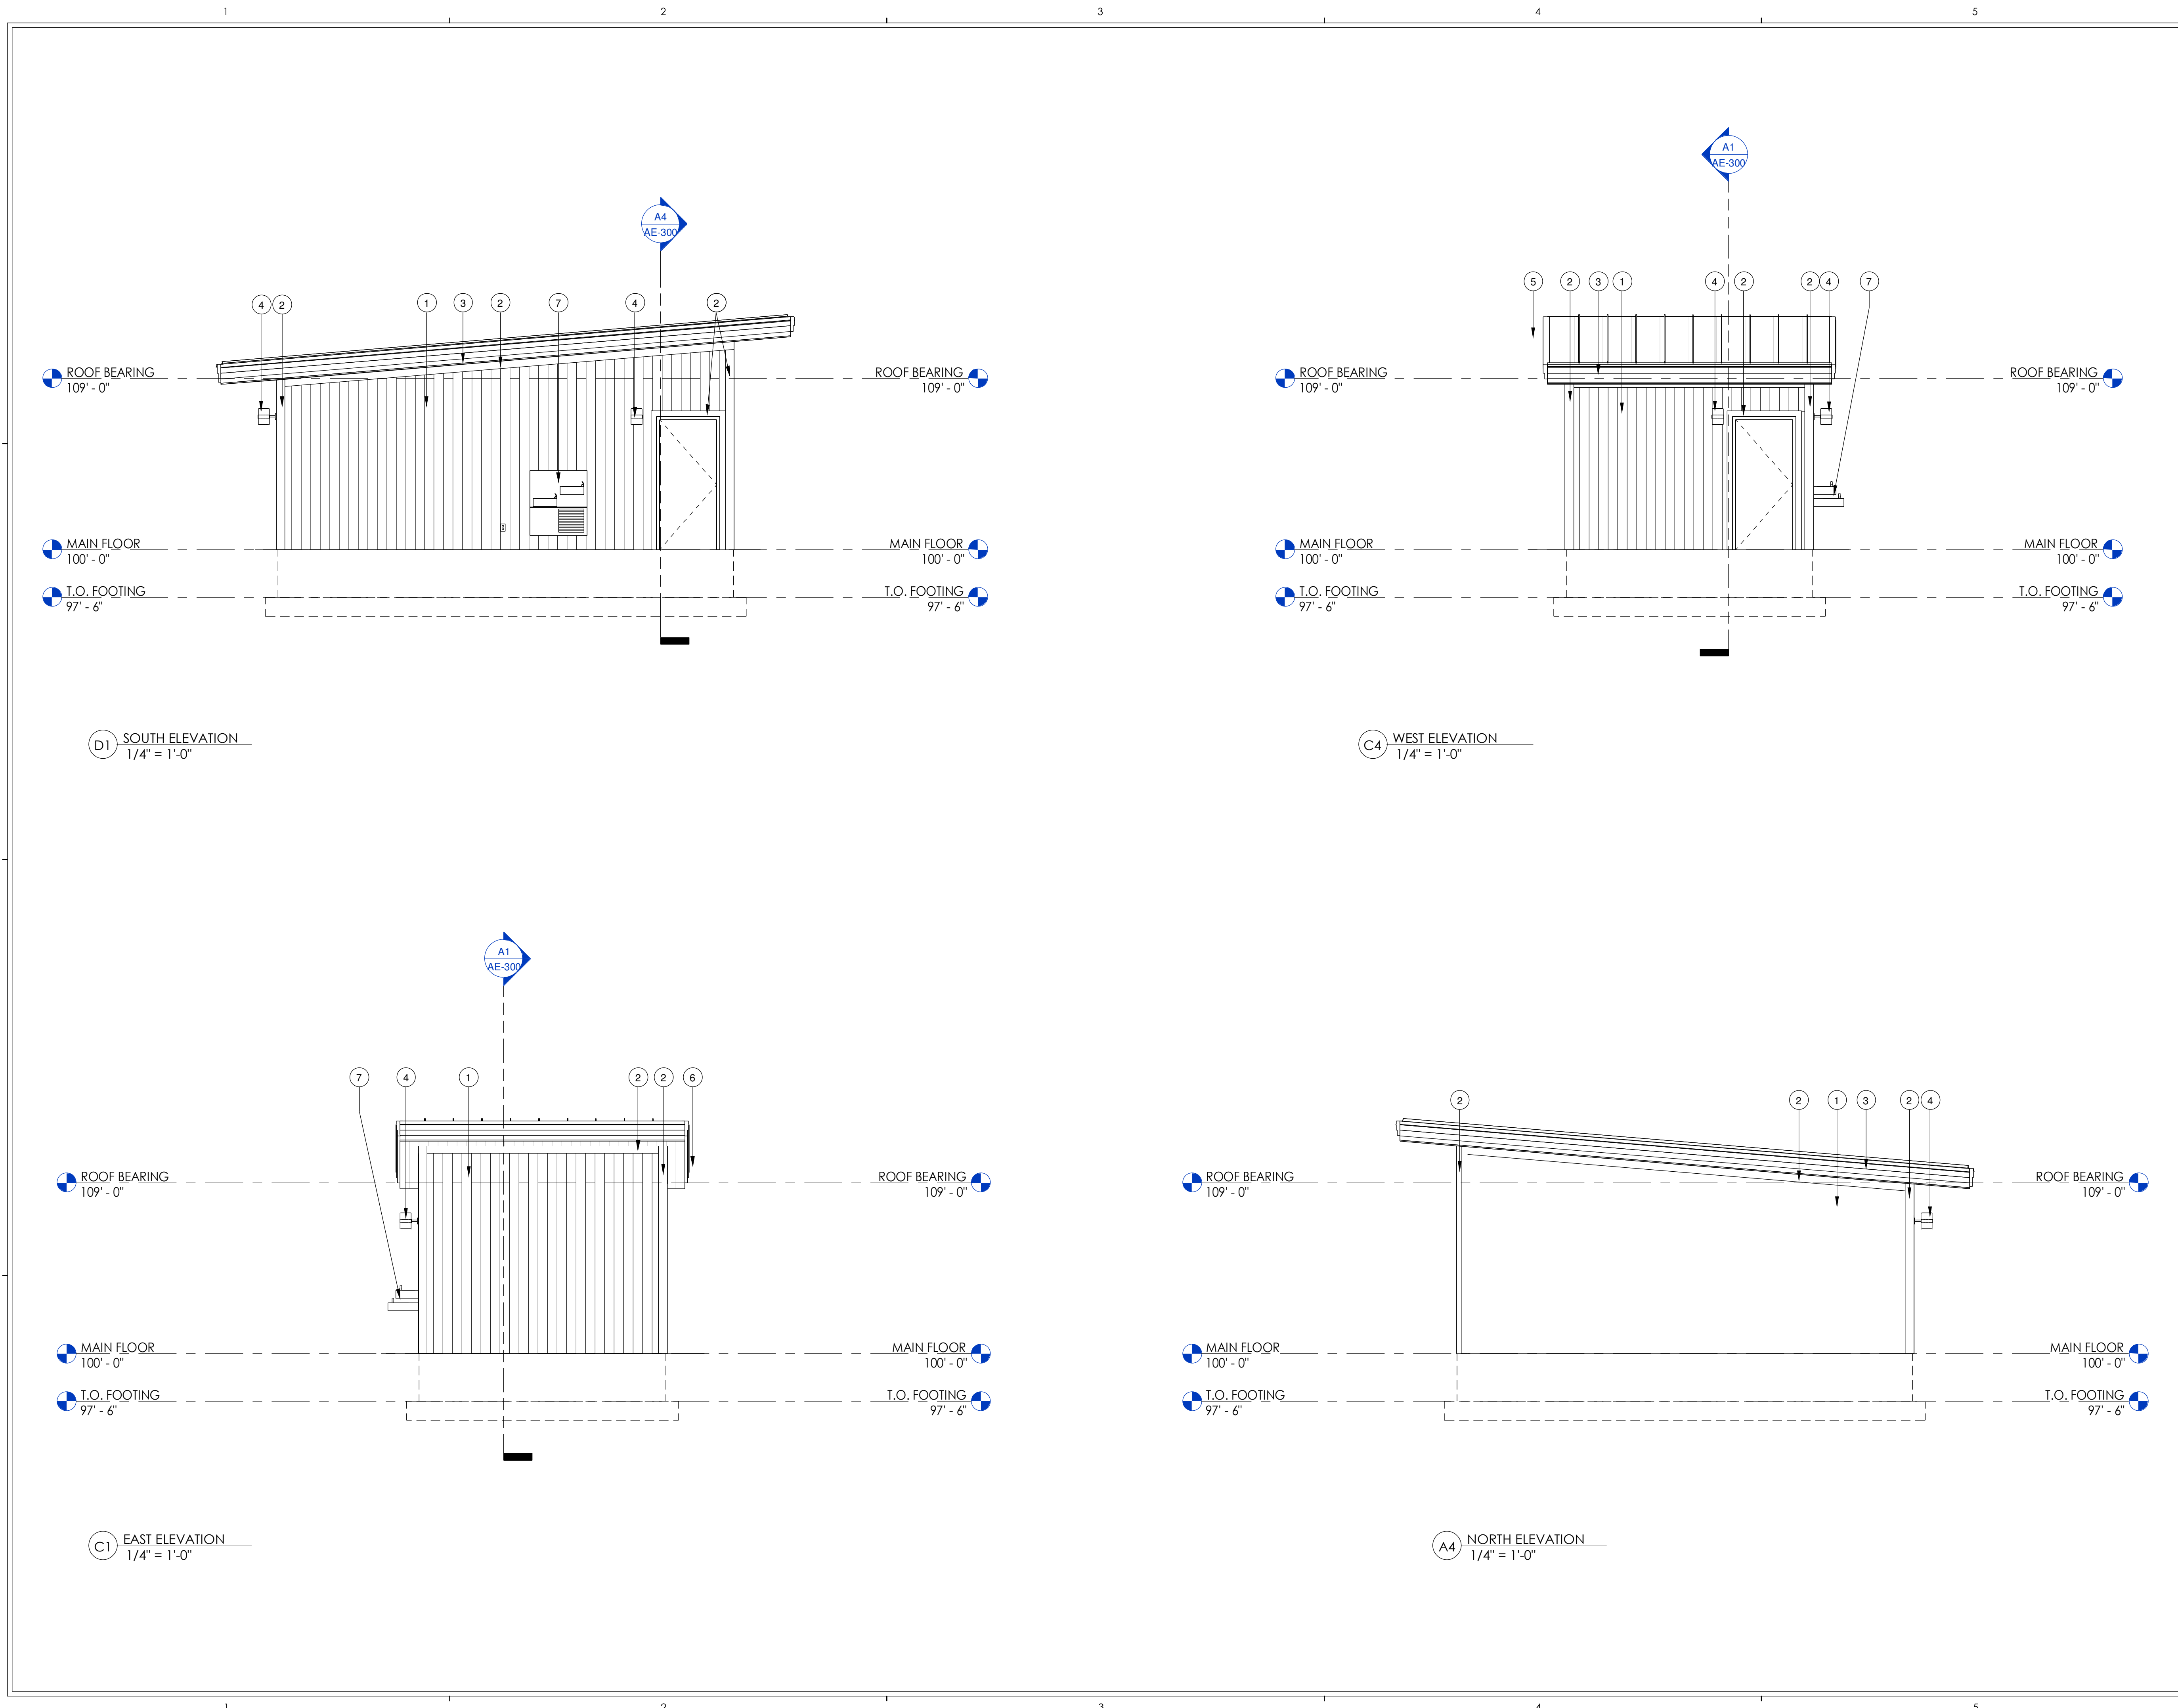 1 2 3 4 5
A4
AE-300
4 2 1 3 2 7 4 2
ROOF BEARING
109' - 0"
ROOF BEARING
109' - 0"
MAIN FLOOR
100' - 0"
MAIN FLOOR
100' - 0"
T.O. FOOTING
97' - 6"
T.O. FOOTING
97' - 6"
D1 SOUTH ELEVATION
1/4" = 1'-0"
A1
AE-300
5 2 3 1 4 2 2 4 7
ROOF BEARING
109' - 0"
ROOF BEARING
109' - 0"
MAIN FLOOR
100' - 0"
MAIN FLOOR
100' - 0"
T.O. FOOTING
97' - 6"
T.O. FOOTING
97' - 6"
C4 WEST ELEVATION
1/4" = 1'-0"
A1
AE-300
7 4 1 2 2 6
ROOF BEARING
109' - 0"
ROOF BEARING
109' - 0"
MAIN FLOOR
100' - 0"
MAIN FLOOR
100' - 0"
T.O. FOOTING
97' - 6"
T.O. FOOTING
97' - 6"
C1 EAST ELEVATION
1/4" = 1'-0"
2 2 1 3 2 4
ROOF BEARING
109' - 0"
ROOF BEARING
109' - 0"
MAIN FLOOR
100' - 0"
MAIN FLOOR
100' - 0"
T.O. FOOTING
97' - 6"
T.O. FOOTING
97' - 6"
A4 NORTH ELEVATION
1/4" = 1'-0"
1 2 3 4 5